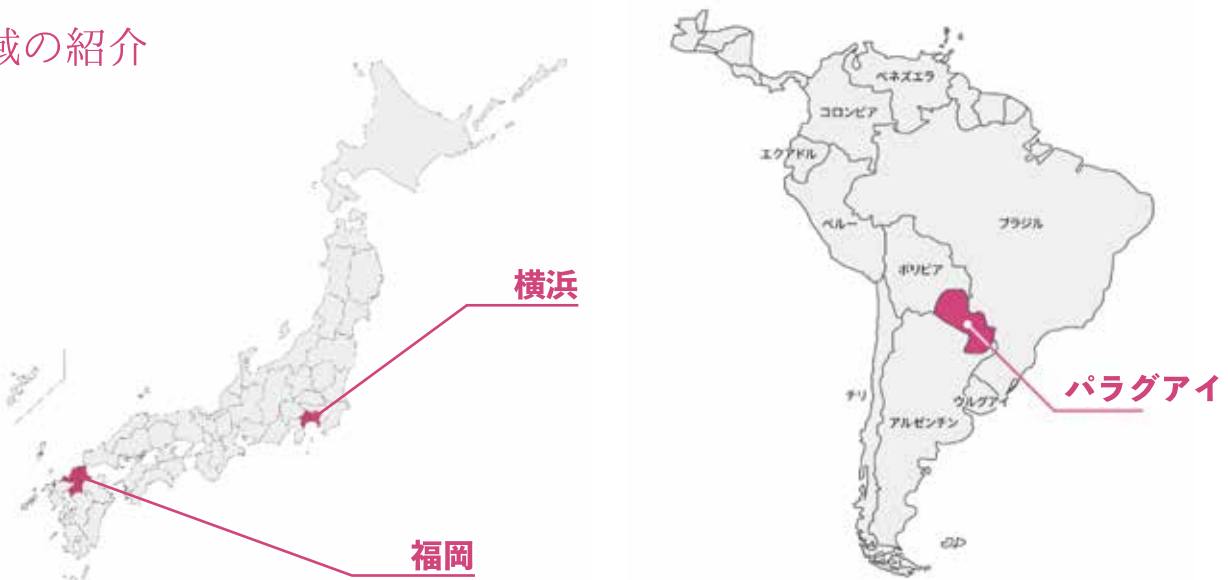 域の紹介
横浜
福岡
ベネズエラ
コロンビア
エクアドル
ペルー
ブラジル
ボリビア
パラグアイ
チリ
ウルグアイ
アルゼンチン